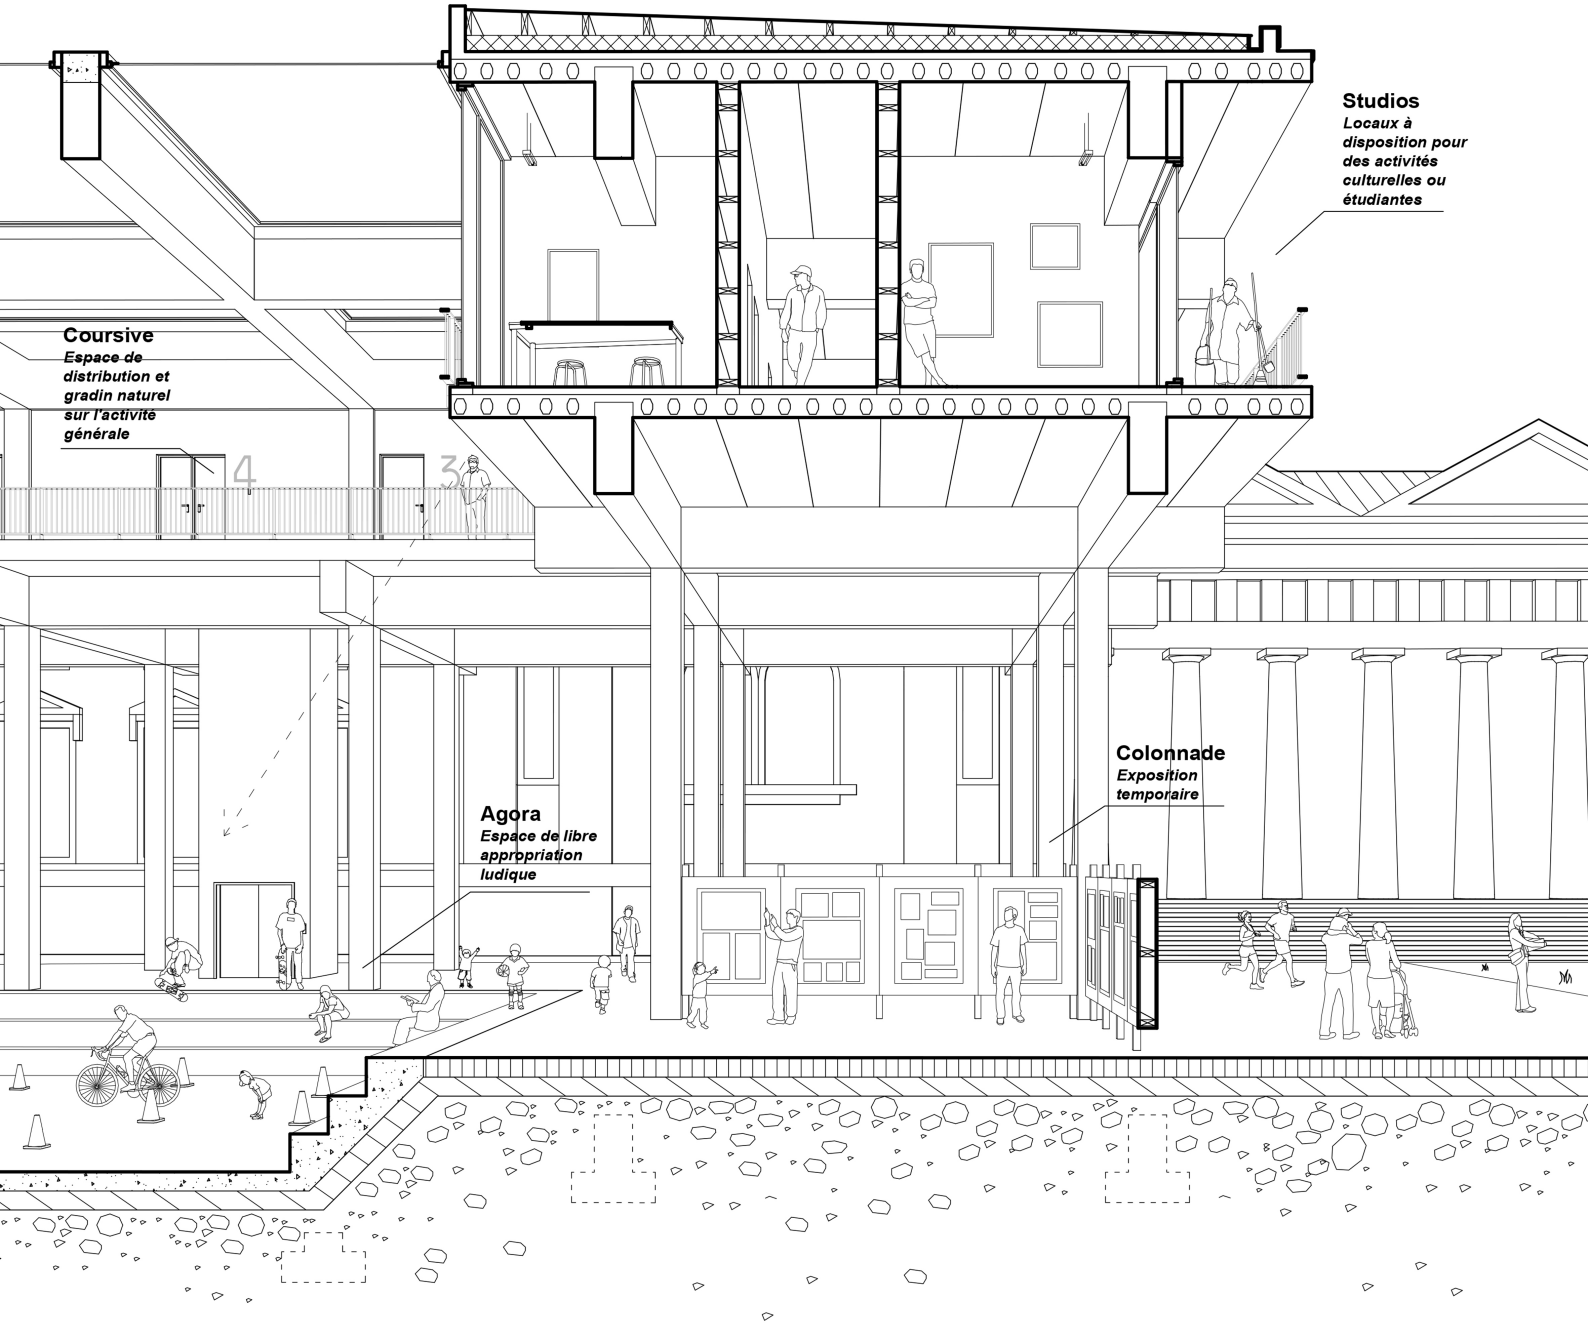 Studios
Locaux à
disposition pour
des activités
culturelles ou
étudiantes
Coursive
Espace de
distribution et
gradin naturel
sur l'activité
générale
4
3
Colonnade
Exposition
temporaire
Agora
Espace de libre
appropriation
ludique